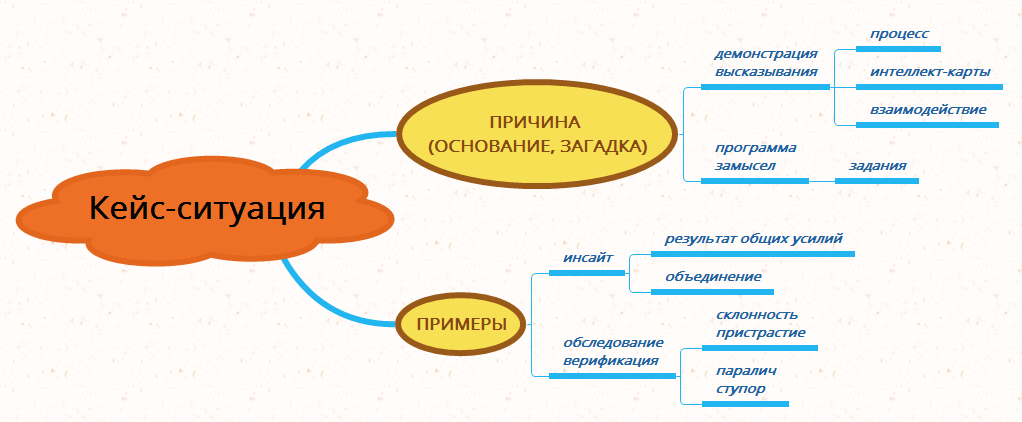 Кейс-ситуация
ПРИЧИНА
(ОСНОВАНИЕ, ЗАГАДКА)
демонстрация
высказывания
процесс
интеллект-карты
взаимодействие
программа
замысел
задания
ПРИМЕРЫ
инсайт
результат общих усилий
объединение
обследование
верификация
склонность
пристрастие
паралич
ступор